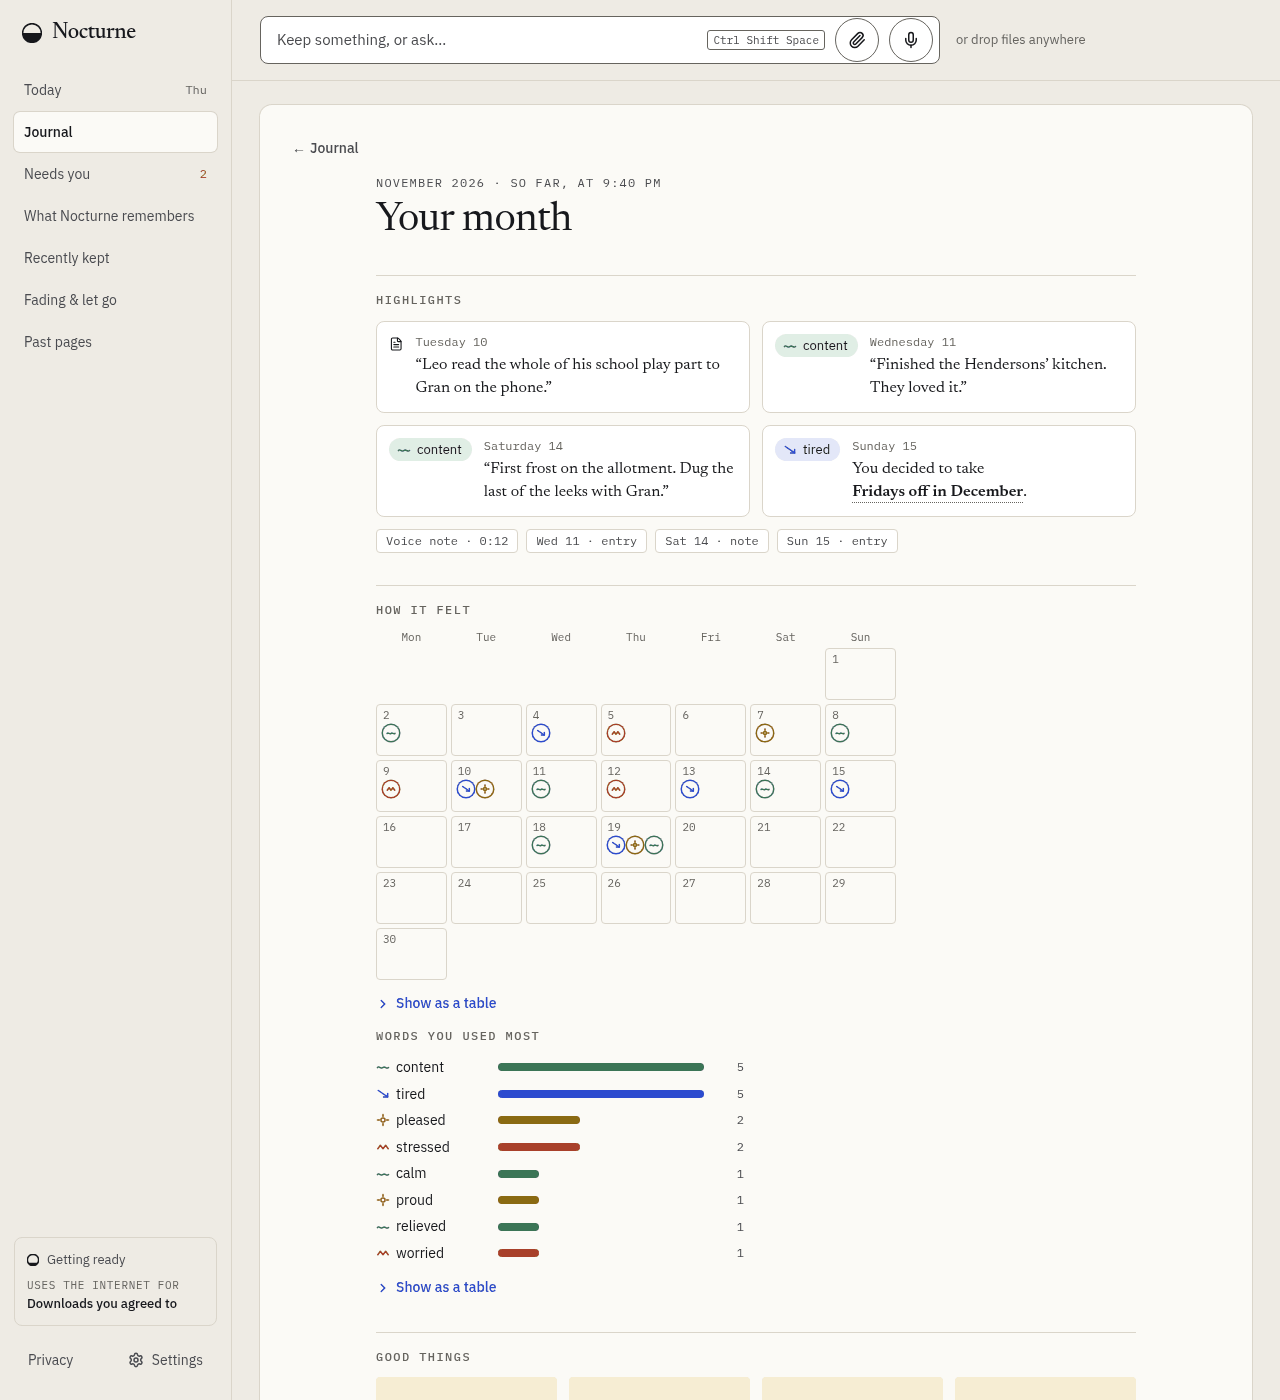 Nocturne
Today Thu
Journal
Needs you 2
What Nocturne remembers
Recently kept
Fading & let go
Past pages
Getting ready
USES THE INTERNET FOR
Downloads you agreed to
Privacy Settings
Keep something, or ask... Ctrl Shift Space or drop files anywhere
← Journal
NOVEMBER 2026 · SO FAR, AT 9:40 PM
Your month
HIGHLIGHTS
Tuesday 10
“Leo read the whole of his school play part to
Gran on the phone.”
content Wednesday 11
“Finished the Hendersons’ kitchen.
They loved it.”
content Saturday 14
“First frost on the allotment. Dug the
last of the leeks with Gran.”
tired Sunday 15
You decided to take
Fridays off in December.
Voice note · 0:12 Wed 11 · entry Sat 14 · note Sun 15 · entry
HOW IT FELT
Mon Tue Wed Thu Fri Sat Sun
1
2 3 4 5 6 7 8
9 10 11 12 13 14 15
16 17 18 19 20 21 22
23 24 25 26 27 28 29
30
Show as a table
WORDS YOU USED MOST
content 5
tired 5
pleased 2
stressed 2
calm 1
proud 1
relieved 1
worried 1
Show as a table
GOOD THINGS